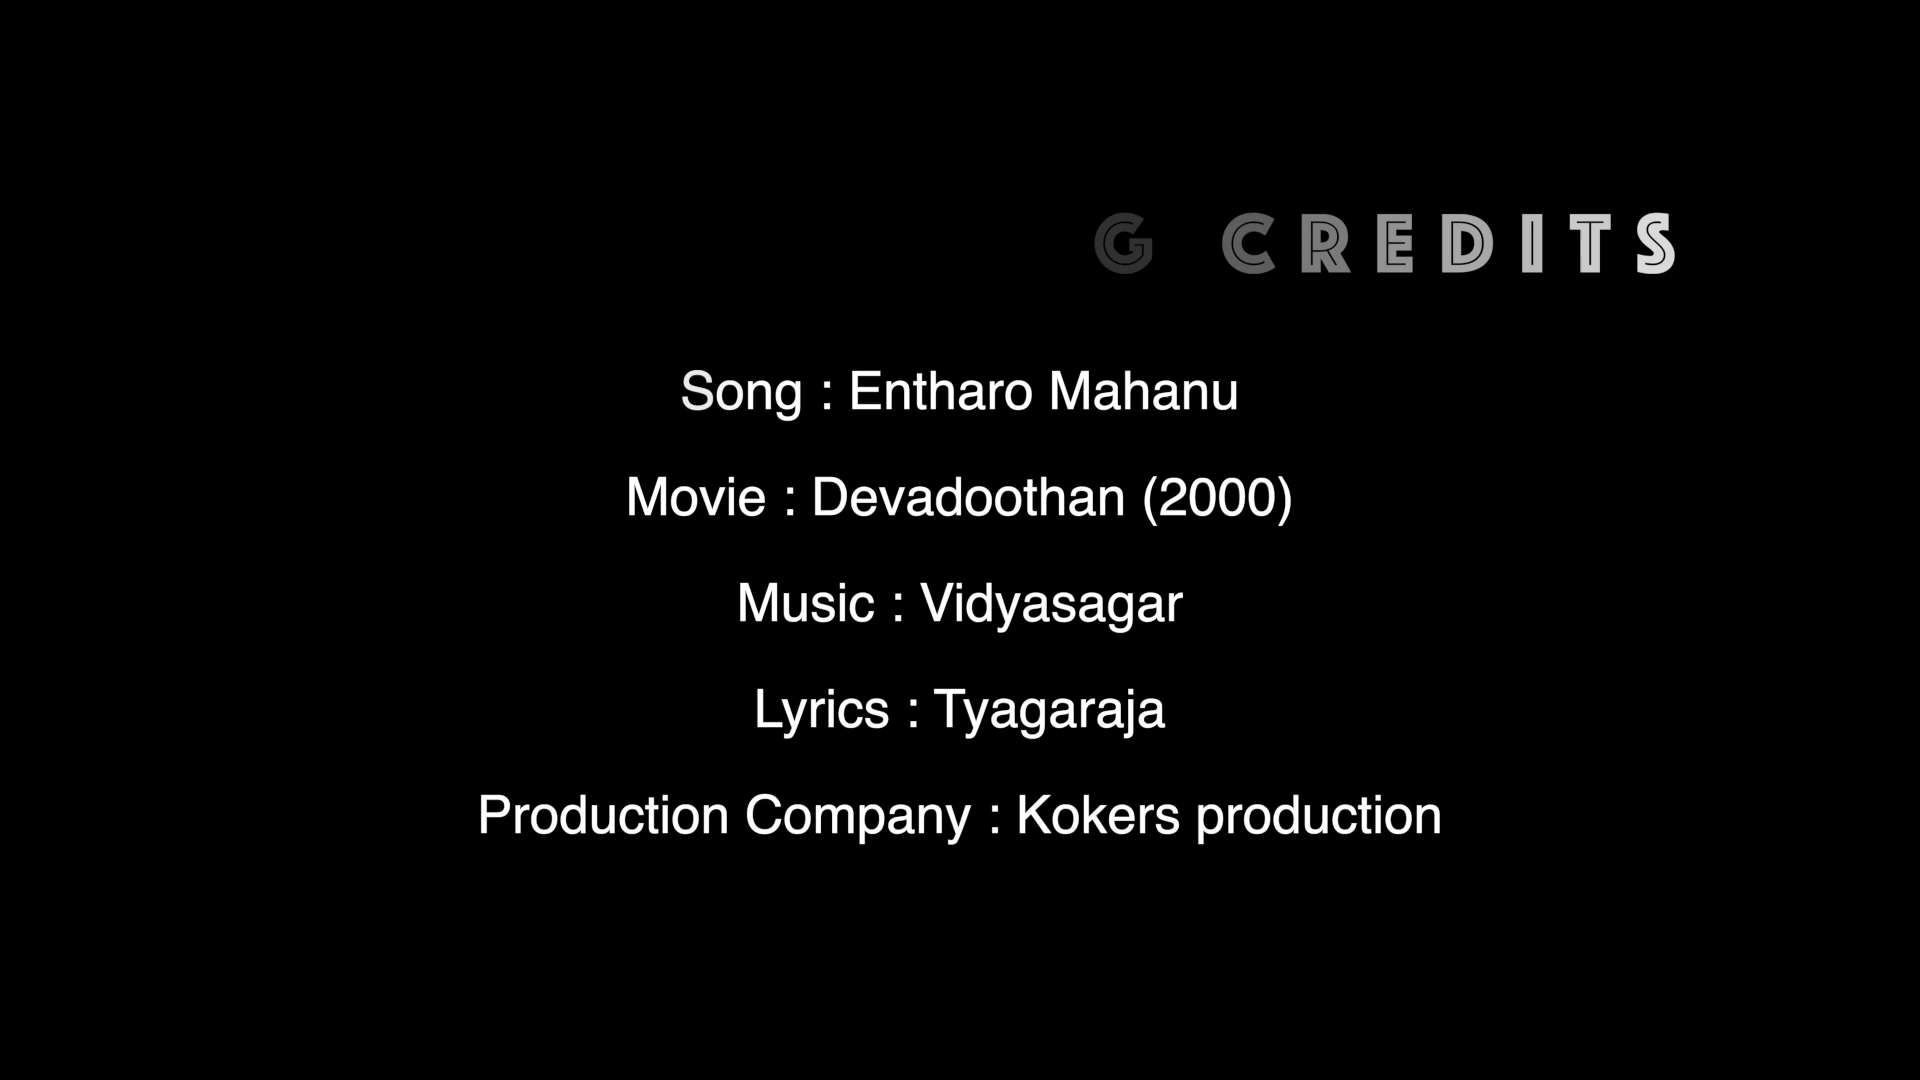 G CREDITS
Song : Entharo Mahanu
Movie : Devadoothan (2000)
Music : Vidyasagar
Lyrics : Tyagaraja
Production Company : Kokers production